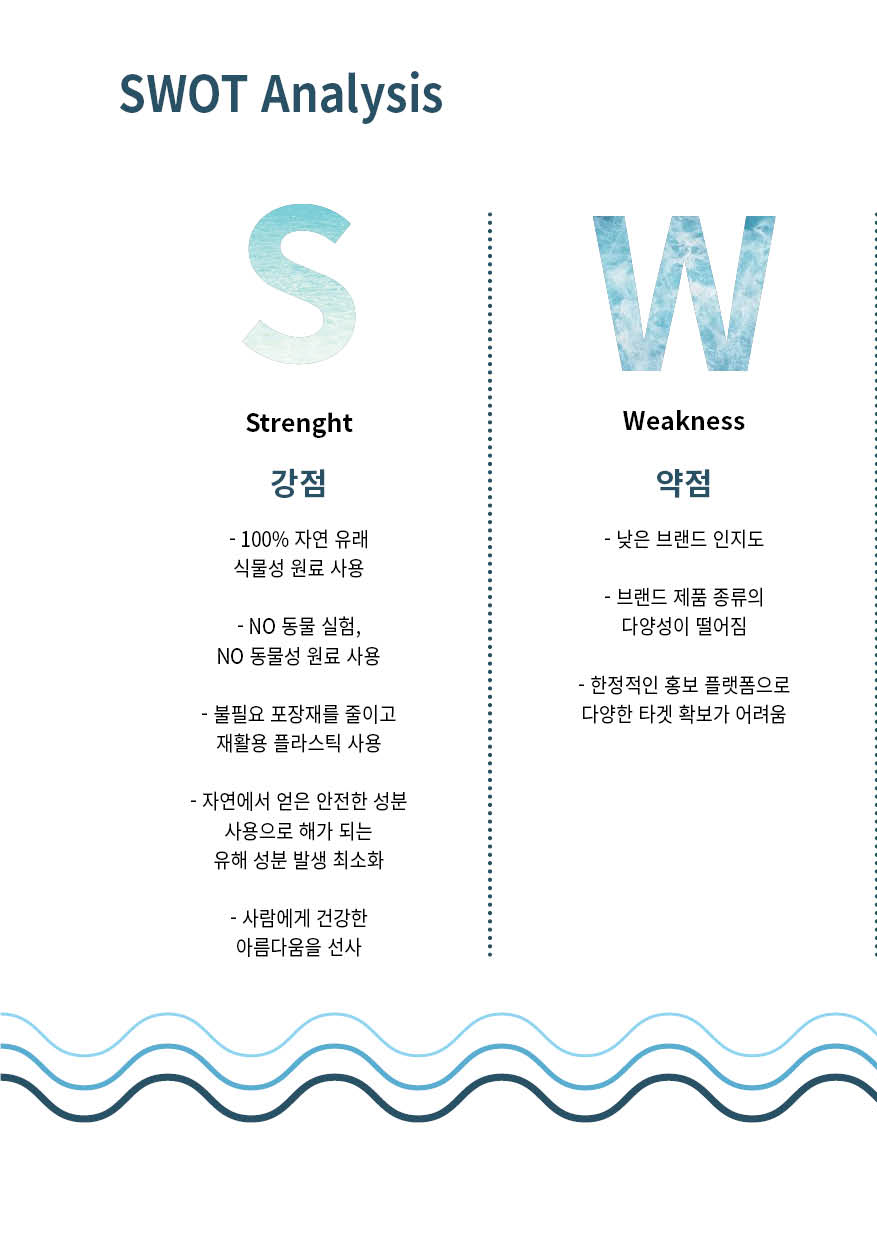 SWOT Analysis
S
Strenght
강점
- 100% 자연 유래
식물성 원료 사용
- NO 동물 실험,
NO 동물성 원료 사용
- 불필요 포장재를 줄이고
재활용 플라스틱 사용
- 자연에서 얻은 안전한 성분
사용으로 해가 되는
유해 성분 발생 최소화
- 사람에게 건강한
아름다움을 선사
W
Weakness
약점
- 낮은 브랜드 인지도
- 브랜드 제품 종류의
다양성이 떨어짐
- 한정적인 홍보 플랫폼으로
다양한 타겟 확보가 어려움